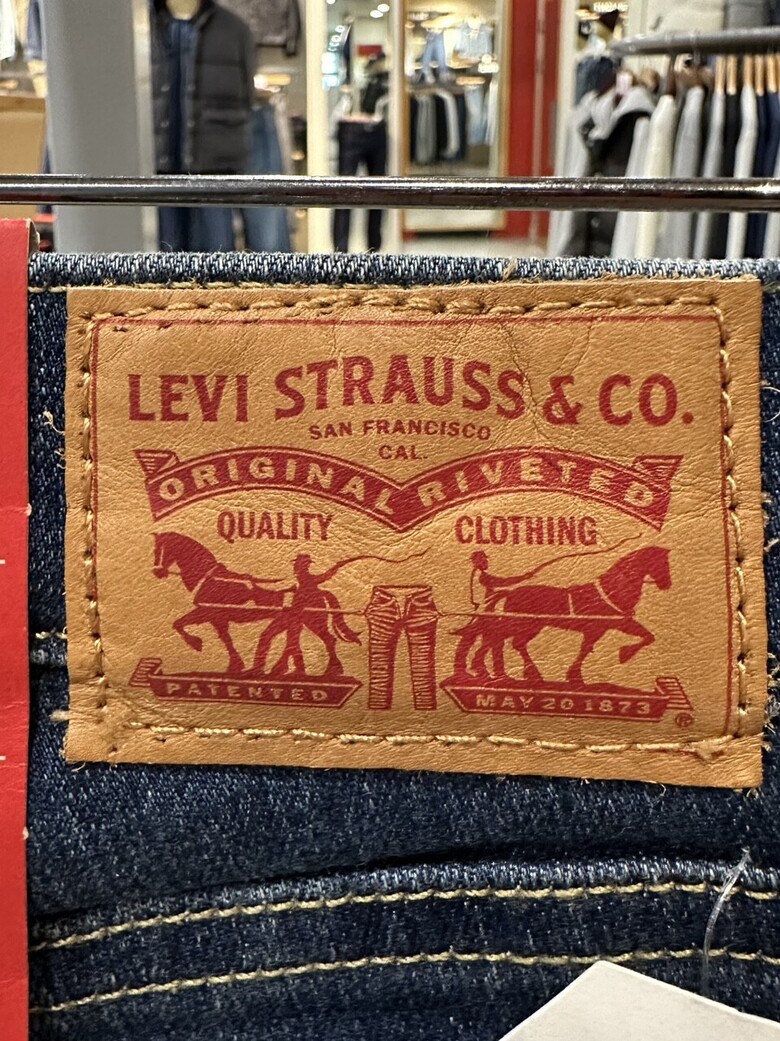 LEVI STRAUSS & CO.
SAN FRANCISCO
CAL.
ORIGINAL RIVETED
QUALITY CLOTHING
PATENTED MAY 20 1873 ®